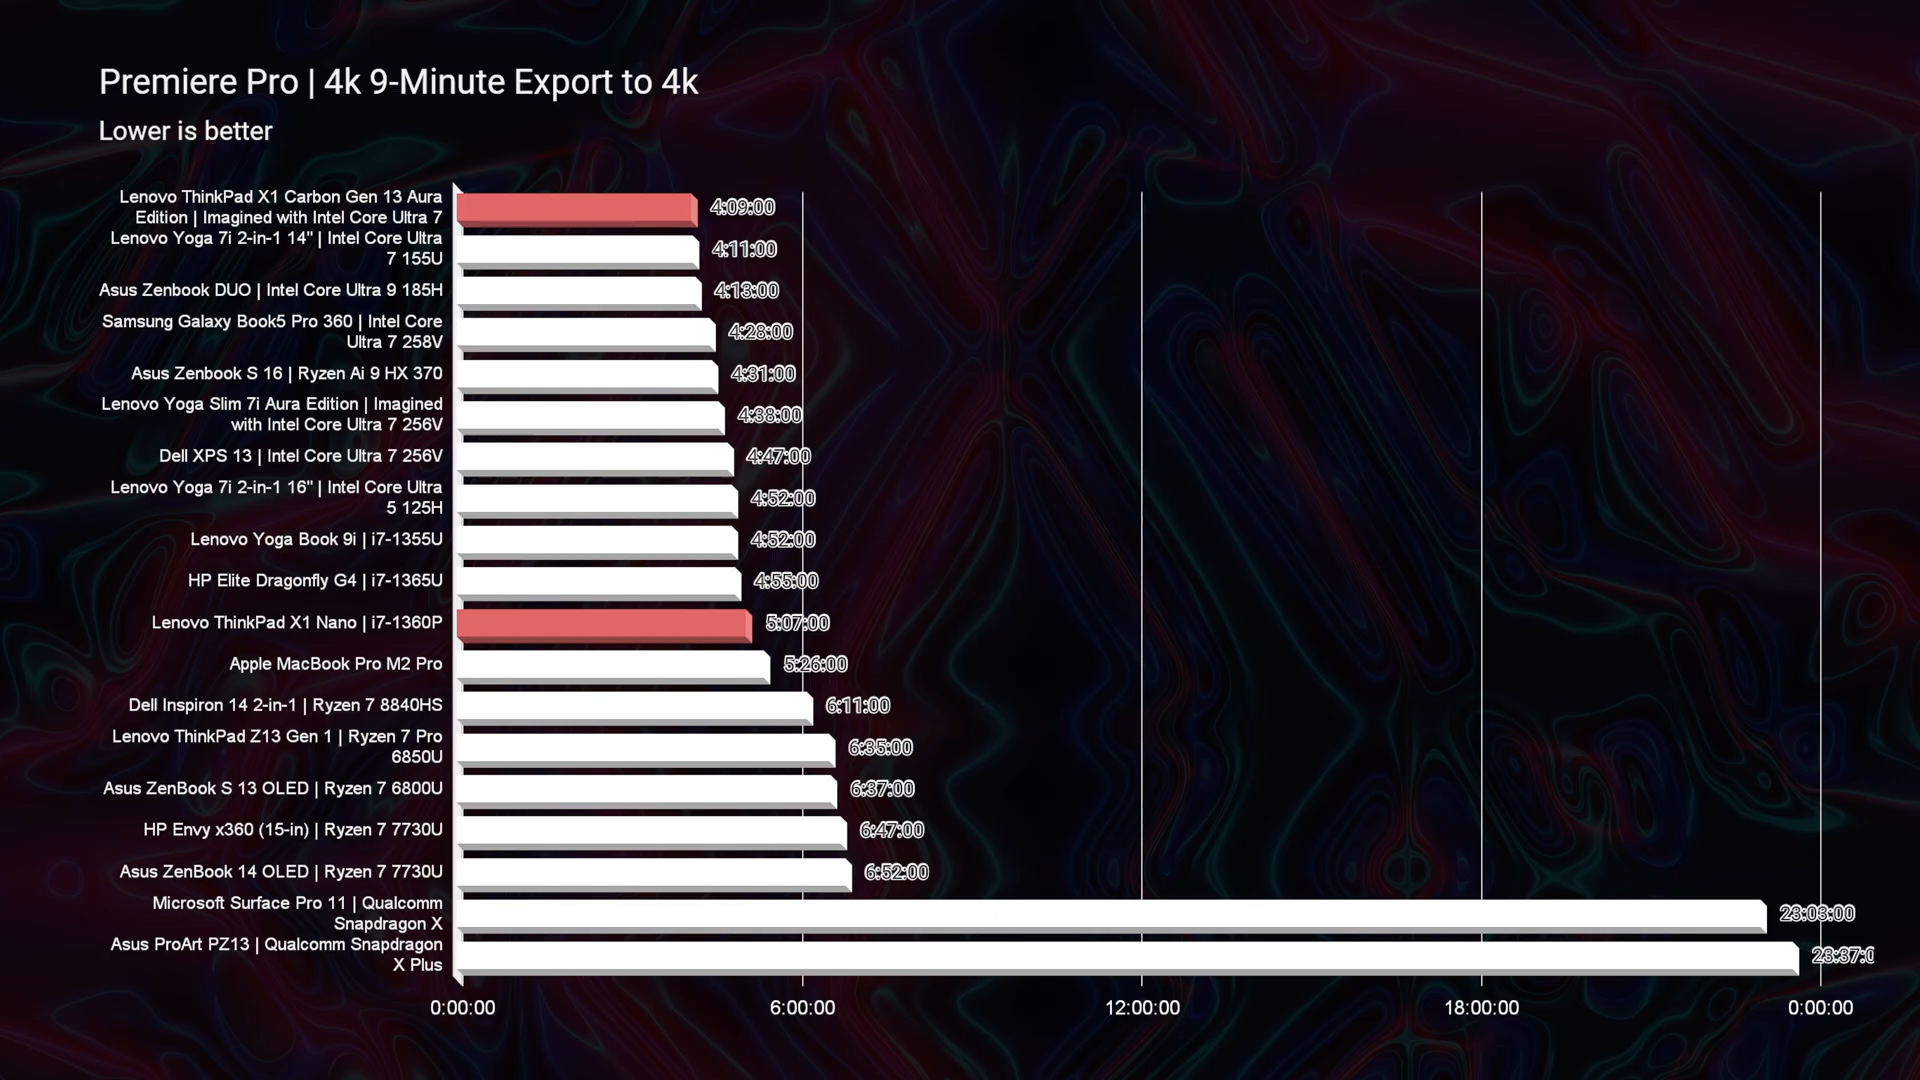 Premiere Pro | 4k 9-Minute Export to 4k
Lower is better
Lenovo ThinkPad X1 Carbon Gen 13 Aura
Edition | Imagined with Intel Core Ultra 7
4:09:00
Lenovo Yoga 7i 2-in-1 14" | Intel Core Ultra
7 155U
4:11:00
Asus Zenbook DUO | Intel Core Ultra 9 185H
4:13:00
Samsung Galaxy Book5 Pro 360 | Intel Core
Ultra 7 258V
4:28:00
Asus Zenbook S 16 | Ryzen Ai 9 HX 370
4:31:00
Lenovo Yoga Slim 7i Aura Edition | Imagined
with Intel Core Ultra 7 256V
4:38:00
Dell XPS 13 | Intel Core Ultra 7 256V
4:47:00
Lenovo Yoga 7i 2-in-1 16" | Intel Core Ultra
5 125H
4:52:00
Lenovo Yoga Book 9i | i7-1355U
4:52:00
HP Elite Dragonfly G4 | i7-1365U
4:55:00
Lenovo ThinkPad X1 Nano | i7-1360P
5:07:00
Apple MacBook Pro M2 Pro
5:26:00
Dell Inspiron 14 2-in-1 | Ryzen 7 8840HS
6:11:00
Lenovo ThinkPad Z13 Gen 1 | Ryzen 7 Pro
6850U
6:35:00
Asus ZenBook S 13 OLED | Ryzen 7 6800U
6:37:00
HP Envy x360 (15-in) | Ryzen 7 7730U
6:47:00
Asus ZenBook 14 OLED | Ryzen 7 7730U
6:52:00
Microsoft Surface Pro 11 | Qualcomm
Snapdragon X
23:03:00
Asus ProArt PZ13 | Qualcomm Snapdragon
X Plus
23:37:0
0:00:00 6:00:00 12:00:00 18:00:00 0:00:00